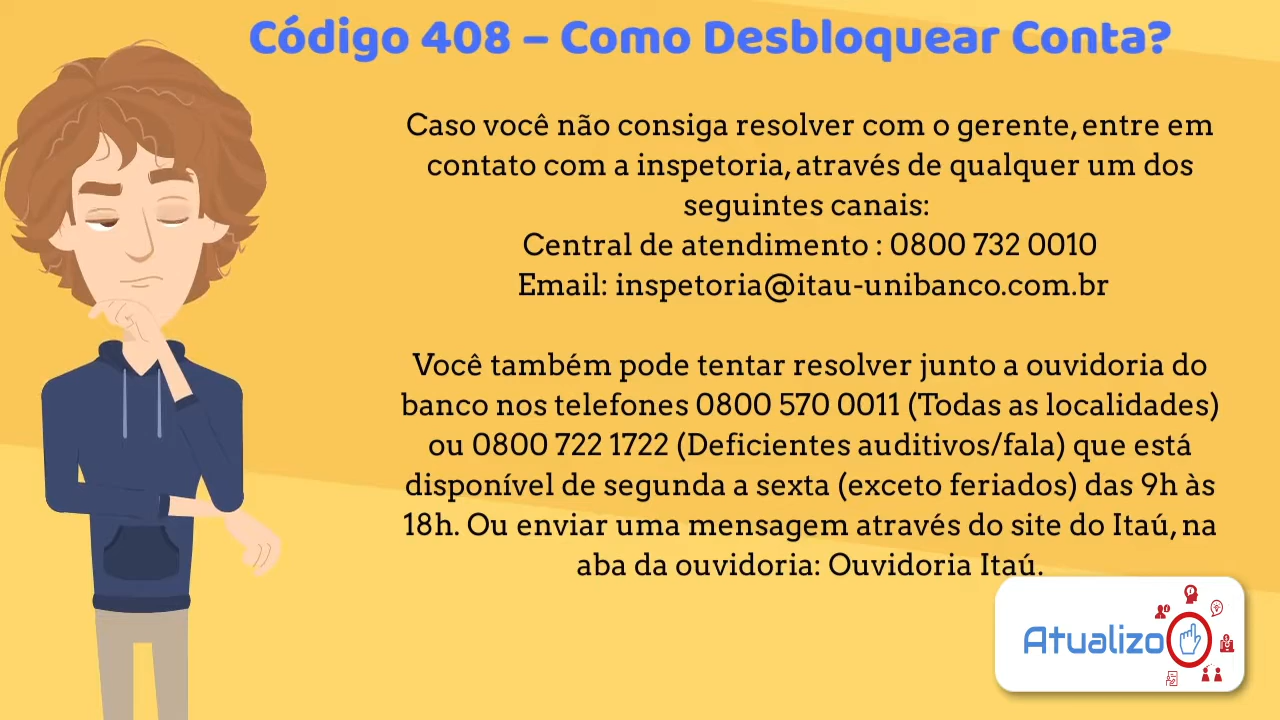 Código 408 – Como Desbloquear Conta?
Caso você não consiga resolver com o gerente, entre em
contato com a inspetoria, através de qualquer um dos
seguintes canais:
Central de atendimento : 0800 732 0010
Email: inspetoria@itau-unibanco.com.br
Você também pode tentar resolver junto a ouvidoria do
banco nos telefones 0800 570 0011 (Todas as localidades)
ou 0800 722 1722 (Deficientes auditivos/fala) que está
disponível de segunda a sexta (exceto feriados) das 9h às
18h. Ou enviar uma mensagem através do site do Itaú, na
aba da ouvidoria: Ouvidoria Itaú.
Atualizo